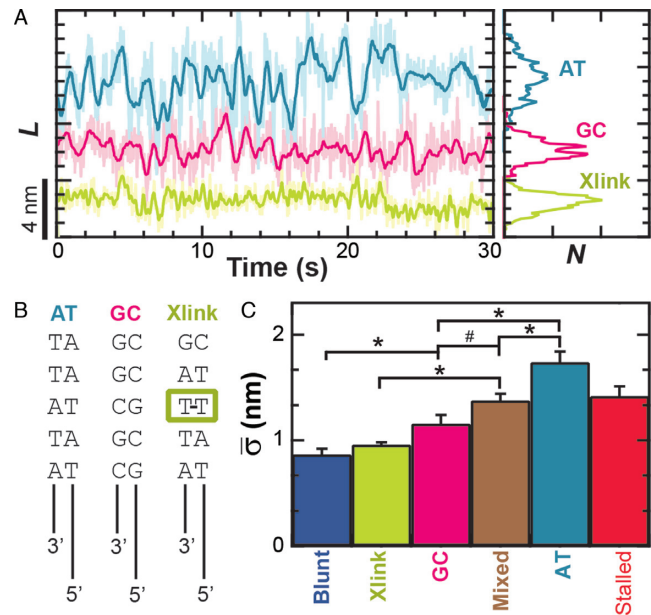 A
L
4 nm
0 10 20 30
Time (s)
AT
GC
Xlink
N
B
AT GC Xlink
TA GC GC
TA GC AT
AT CG T-T
TA GC TA
AT CG AT
3' 3' 3'
5' 5' 5'
C
σ̅ (nm)
2
1
0
* * # * *
Blunt
Xlink
GC
Mixed
AT
Stalled